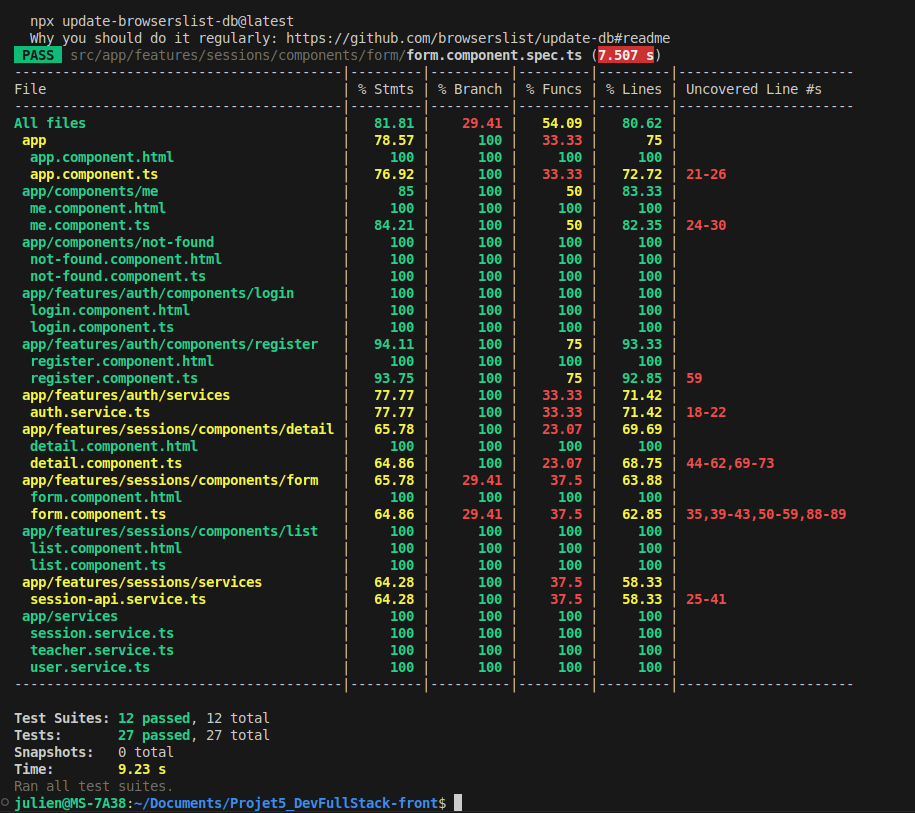 npx update-browserslist-db@latest
Why you should do it regularly: https://github.com/browserslist/update-db#readme
PASS src/app/features/sessions/components/form/form.component.spec.ts (7.507 s)
-----------------------------------------|---------|----------|---------|---------|---------------------
File                                     | % Stmts | % Branch | % Funcs | % Lines | Uncovered Line #s
-----------------------------------------|---------|----------|---------|---------|---------------------
All files                                |   81.81 |    29.41 |   54.09 |   80.62 |
 app                                     |   78.57 |      100 |   33.33 |      75 |
  app.component.html                     |     100 |      100 |     100 |     100 |
  app.component.ts                       |   76.92 |      100 |   33.33 |   72.72 | 21-26
 app/components/me                       |      85 |      100 |      50 |   83.33 |
  me.component.html                      |     100 |      100 |     100 |     100 |
  me.component.ts                        |   84.21 |      100 |      50 |   82.35 | 24-30
 app/components/not-found                |     100 |      100 |     100 |     100 |
  not-found.component.html               |     100 |      100 |     100 |     100 |
  not-found.component.ts                 |     100 |      100 |     100 |     100 |
 app/features/auth/components/login      |     100 |      100 |     100 |     100 |
  login.component.html                   |     100 |      100 |     100 |     100 |
  login.component.ts                     |     100 |      100 |     100 |     100 |
 app/features/auth/components/register   |   94.11 |      100 |      75 |   93.33 |
  register.component.html                |     100 |      100 |     100 |     100 |
  register.component.ts                  |   93.75 |      100 |      75 |   92.85 | 59
 app/features/auth/services              |   77.77 |      100 |   33.33 |   71.42 |
  auth.service.ts                        |   77.77 |      100 |   33.33 |   71.42 | 18-22
 app/features/sessions/components/detail |   65.78 |      100 |   23.07 |   69.69 |
  detail.component.html                  |     100 |      100 |     100 |     100 |
  detail.component.ts                    |   64.86 |      100 |   23.07 |   68.75 | 44-62,69-73
 app/features/sessions/components/form   |   65.78 |    29.41 |    37.5 |   63.88 |
  form.component.html                    |     100 |      100 |     100 |     100 |
  form.component.ts                      |   64.86 |    29.41 |    37.5 |   62.85 | 35,39-43,50-59,88-89
 app/features/sessions/components/list   |     100 |      100 |     100 |     100 |
  list.component.html                    |     100 |      100 |     100 |     100 |
  list.component.ts                      |     100 |      100 |     100 |     100 |
 app/features/sessions/services          |   64.28 |      100 |    37.5 |   58.33 |
  session-api.service.ts                 |   64.28 |      100 |    37.5 |   58.33 | 25-41
 app/services                            |     100 |      100 |     100 |     100 |
  session.service.ts                     |     100 |      100 |     100 |     100 |
  teacher.service.ts                     |     100 |      100 |     100 |     100 |
  user.service.ts                        |     100 |      100 |     100 |     100 |
-----------------------------------------|---------|----------|---------|---------|---------------------
Test Suites: 12 passed, 12 total
Tests:       27 passed, 27 total
Snapshots:   0 total
Time:        9.23 s
Ran all test suites.
julien@MS-7A38:~/Documents/Projet5_DevFullStack-front$